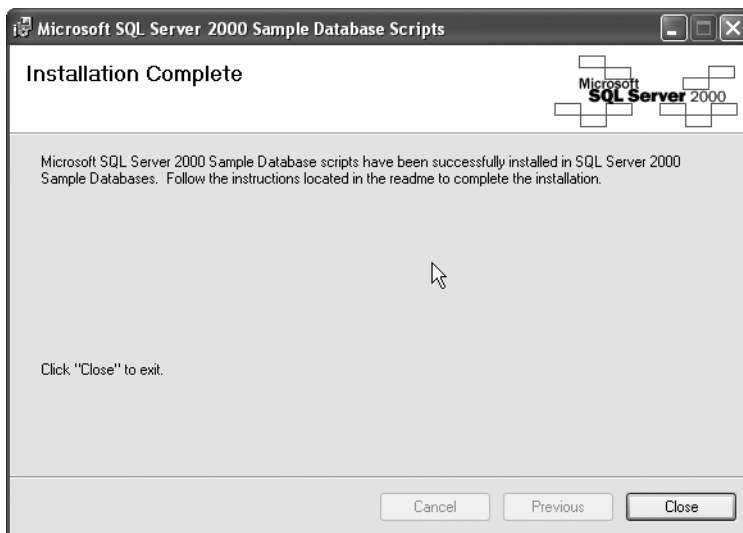 Microsoft SQL Server 2000 Sample Database Scripts
Installation Complete
Microsoft
SQL Server 2000
Microsoft SQL Server 2000 Sample Database scripts have been successfully installed in SQL Server 2000
Sample Databases.  Follow the instructions located in the readme to complete the installation.
Click "Close" to exit.
Cancel
Previous
Close